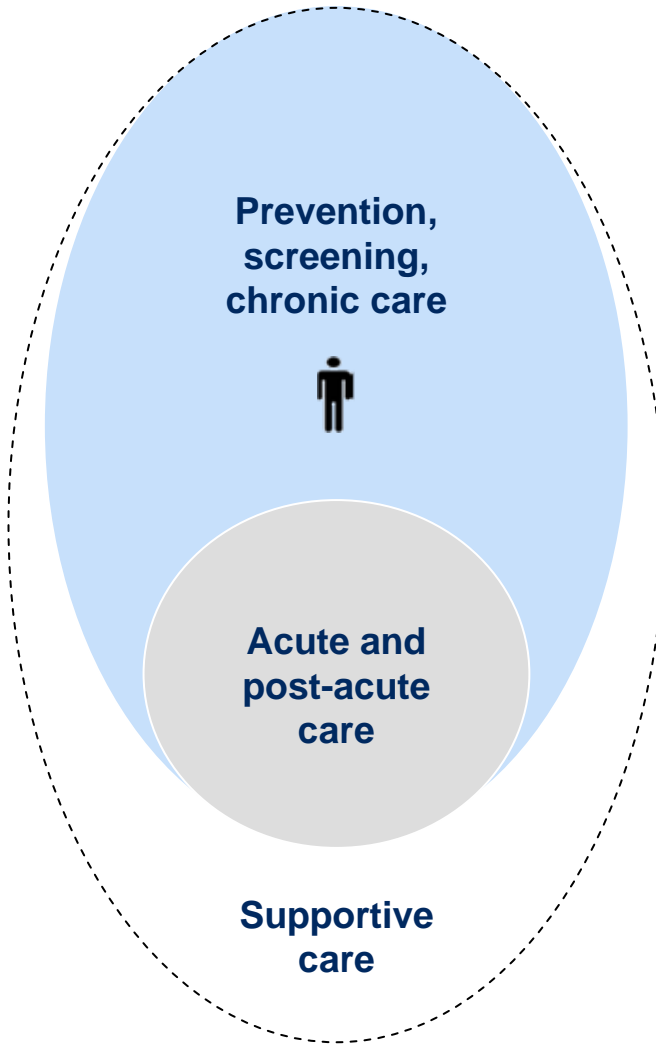 Prevention,
screening,
chronic care
Acute and
post-acute
care
Supportive
care